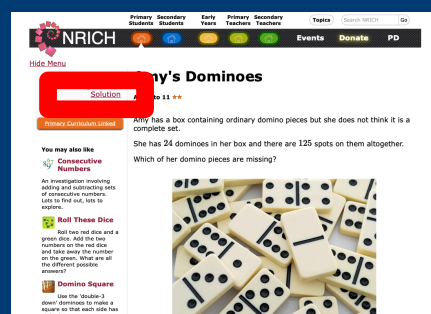 Primary Students
Secondary Students
Early Years
Primary Teachers
Secondary Teachers
Topics
Search NRICH
Go
NRICH
Events Donate PD
Hide Menu
my's Dominoes
Solution
to 11 ★★
Primary Curriculum Linked
Amy has a box containing ordinary domino pieces but she does not think it is a
complete set.
She has 24 dominoes in her box and there are 125 spots on them altogether.
Which of her domino pieces are missing?
You may also like
Consecutive
Numbers
An investigation involving
adding and subtracting sets
of consecutive numbers.
Lots to find out, lots to
explore.
Roll These Dice
Roll two red dice and a
green dice. Add the two
numbers on the red dice
and take away the number
on the green. What are all
the different possible
answers?
Domino Square
Use the 'double-3
down' dominoes to make a
square so that each side has